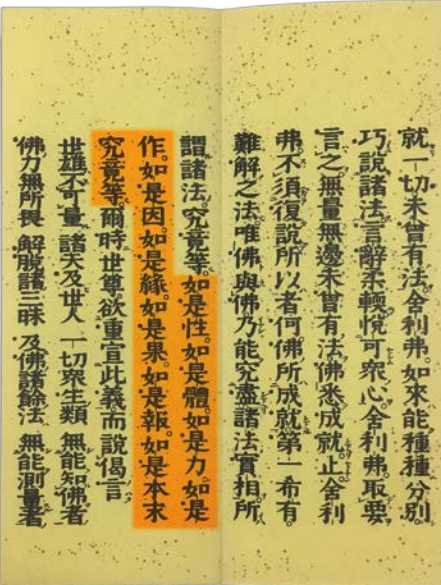 就一切未曾有法舍利弗。如來能種種分別。
巧說諸法。言辭柔輭悅可衆心。舍利弗。取要
言之。無量無邊未曾有法。佛悉成就。止舍利
弗不須復說所以者何佛所成就第一希有。
難解之法唯佛與佛乃能究盡諸法實相所
謂諸法。究竟等。如是性。如是體。如是力。如是
作。如是因。如是緣。如是果。如是報。如是本末
究竟等。爾時世尊。欲重宣此義而說偈言
世雄不可量 諸天及世人 一切衆生類 無能知佛者
佛力無所畏 解脫諸三昧 及佛諸餘法 無能測量者